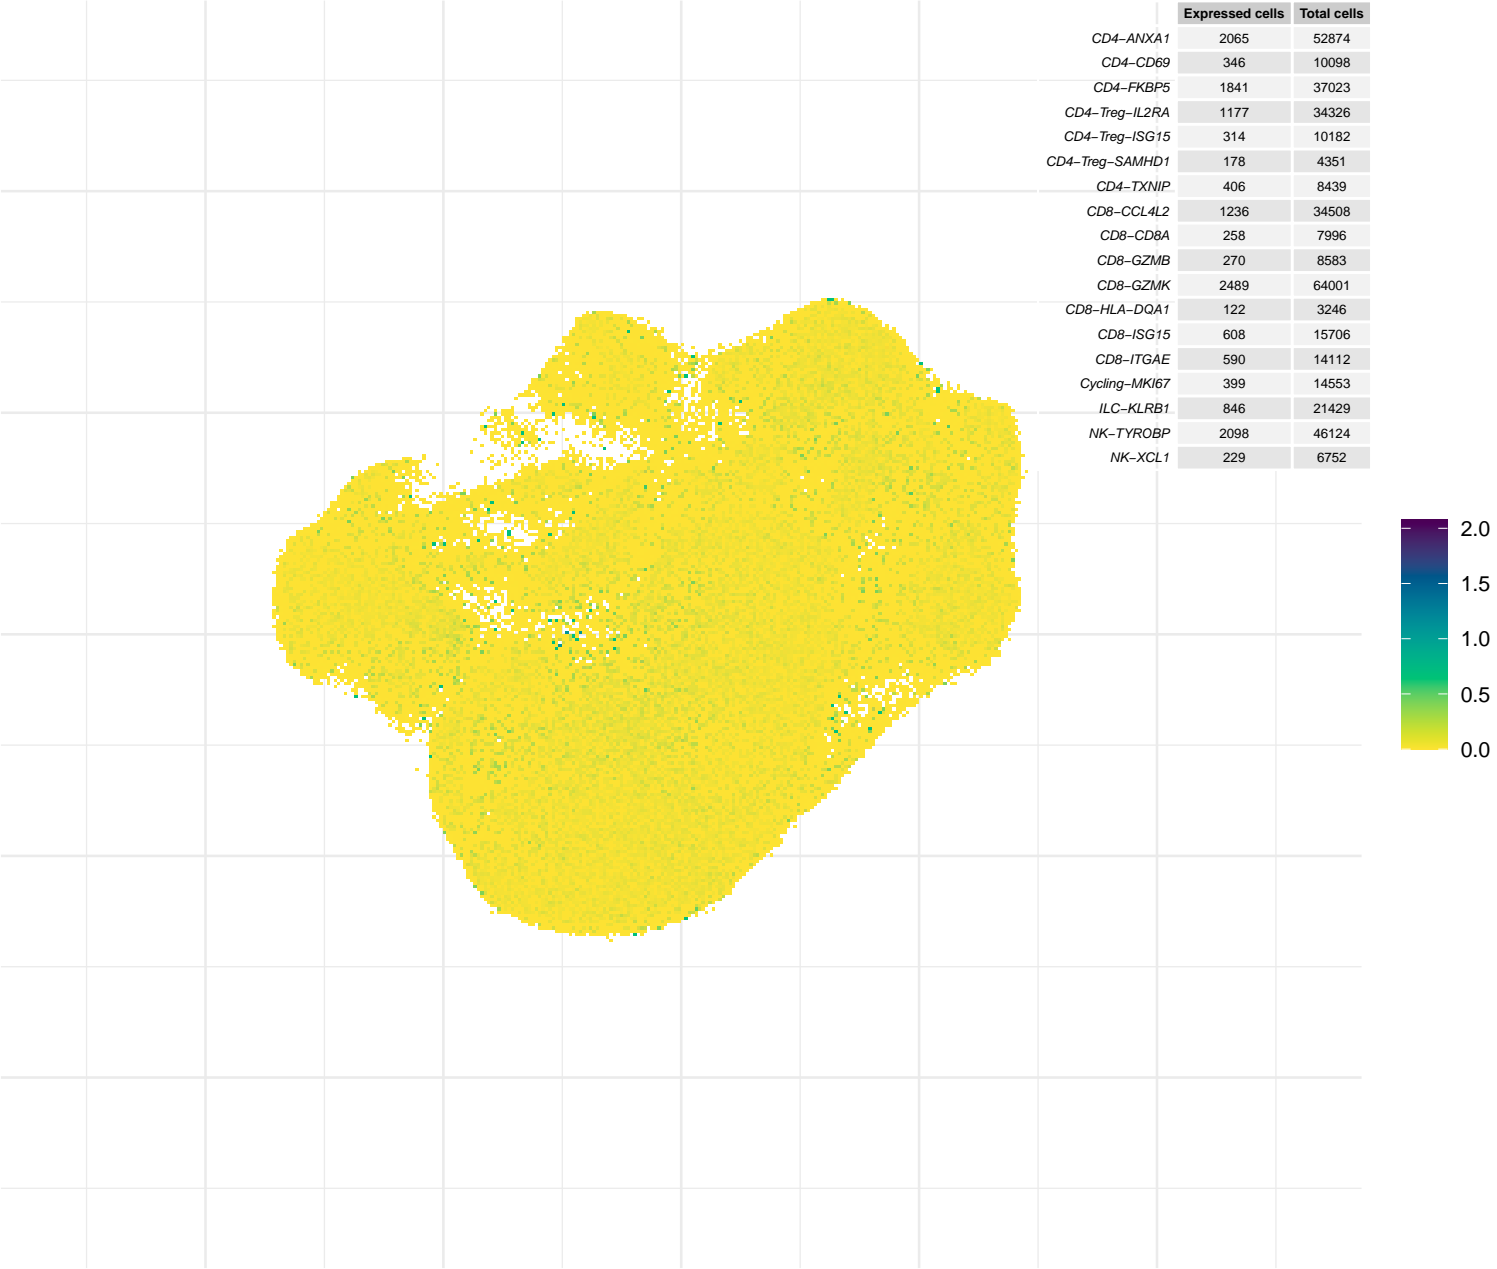 Expressed cells Total cells
CD4−ANXA1 2065 52874
CD4−CD69 346 10098
CD4−FKBP5 1841 37023
CD4−Treg−IL2RA 1177 34326
CD4−Treg−ISG15 314 10182
CD4−Treg−SAMHD1 178 4351
CD4−TXNIP 406 8439
CD8−CCL4L2 1236 34508
CD8−CD8A 258 7996
CD8−GZMB 270 8583
CD8−GZMK 2489 64001
CD8−HLA−DQA1 122 3246
CD8−ISG15 608 15706
CD8−ITGAE 590 14112
Cycling−MKI67 399 14553
ILC−KLRB1 846 21429
NK−TYROBP 2098 46124
NK−XCL1 229 6752
2.0
1.5
1.0
0.5
0.0